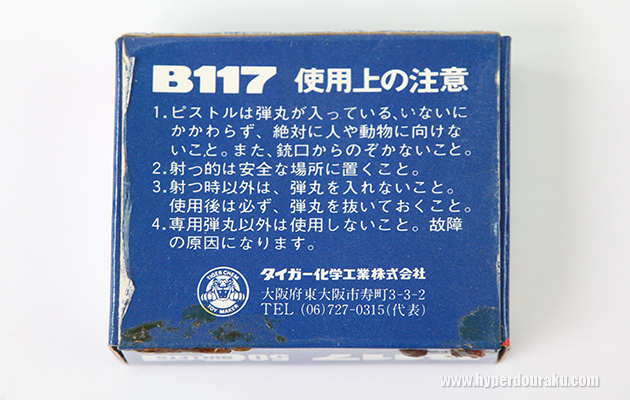 B117 使用上の注意
1.ピストルは弾丸が入っている、いないに
かかわらず、絶対に人や動物に向けな
いこと。また、銃口からのぞかないこと。
2.射つ的は安全な場所に置くこと。
3.射つ時以外は、弾丸を入れないこと。
使用後は必ず、弾丸を抜いておくこと。
4.専用弾丸以外は使用しないこと。故障
の原因になります。
TIGER CHEM
TOY MAKER
タイガー化学工業株式会社
大阪府東大阪市寿町3-3-2
TEL (06)727-0315(代表)
www.hyperdouraku.com